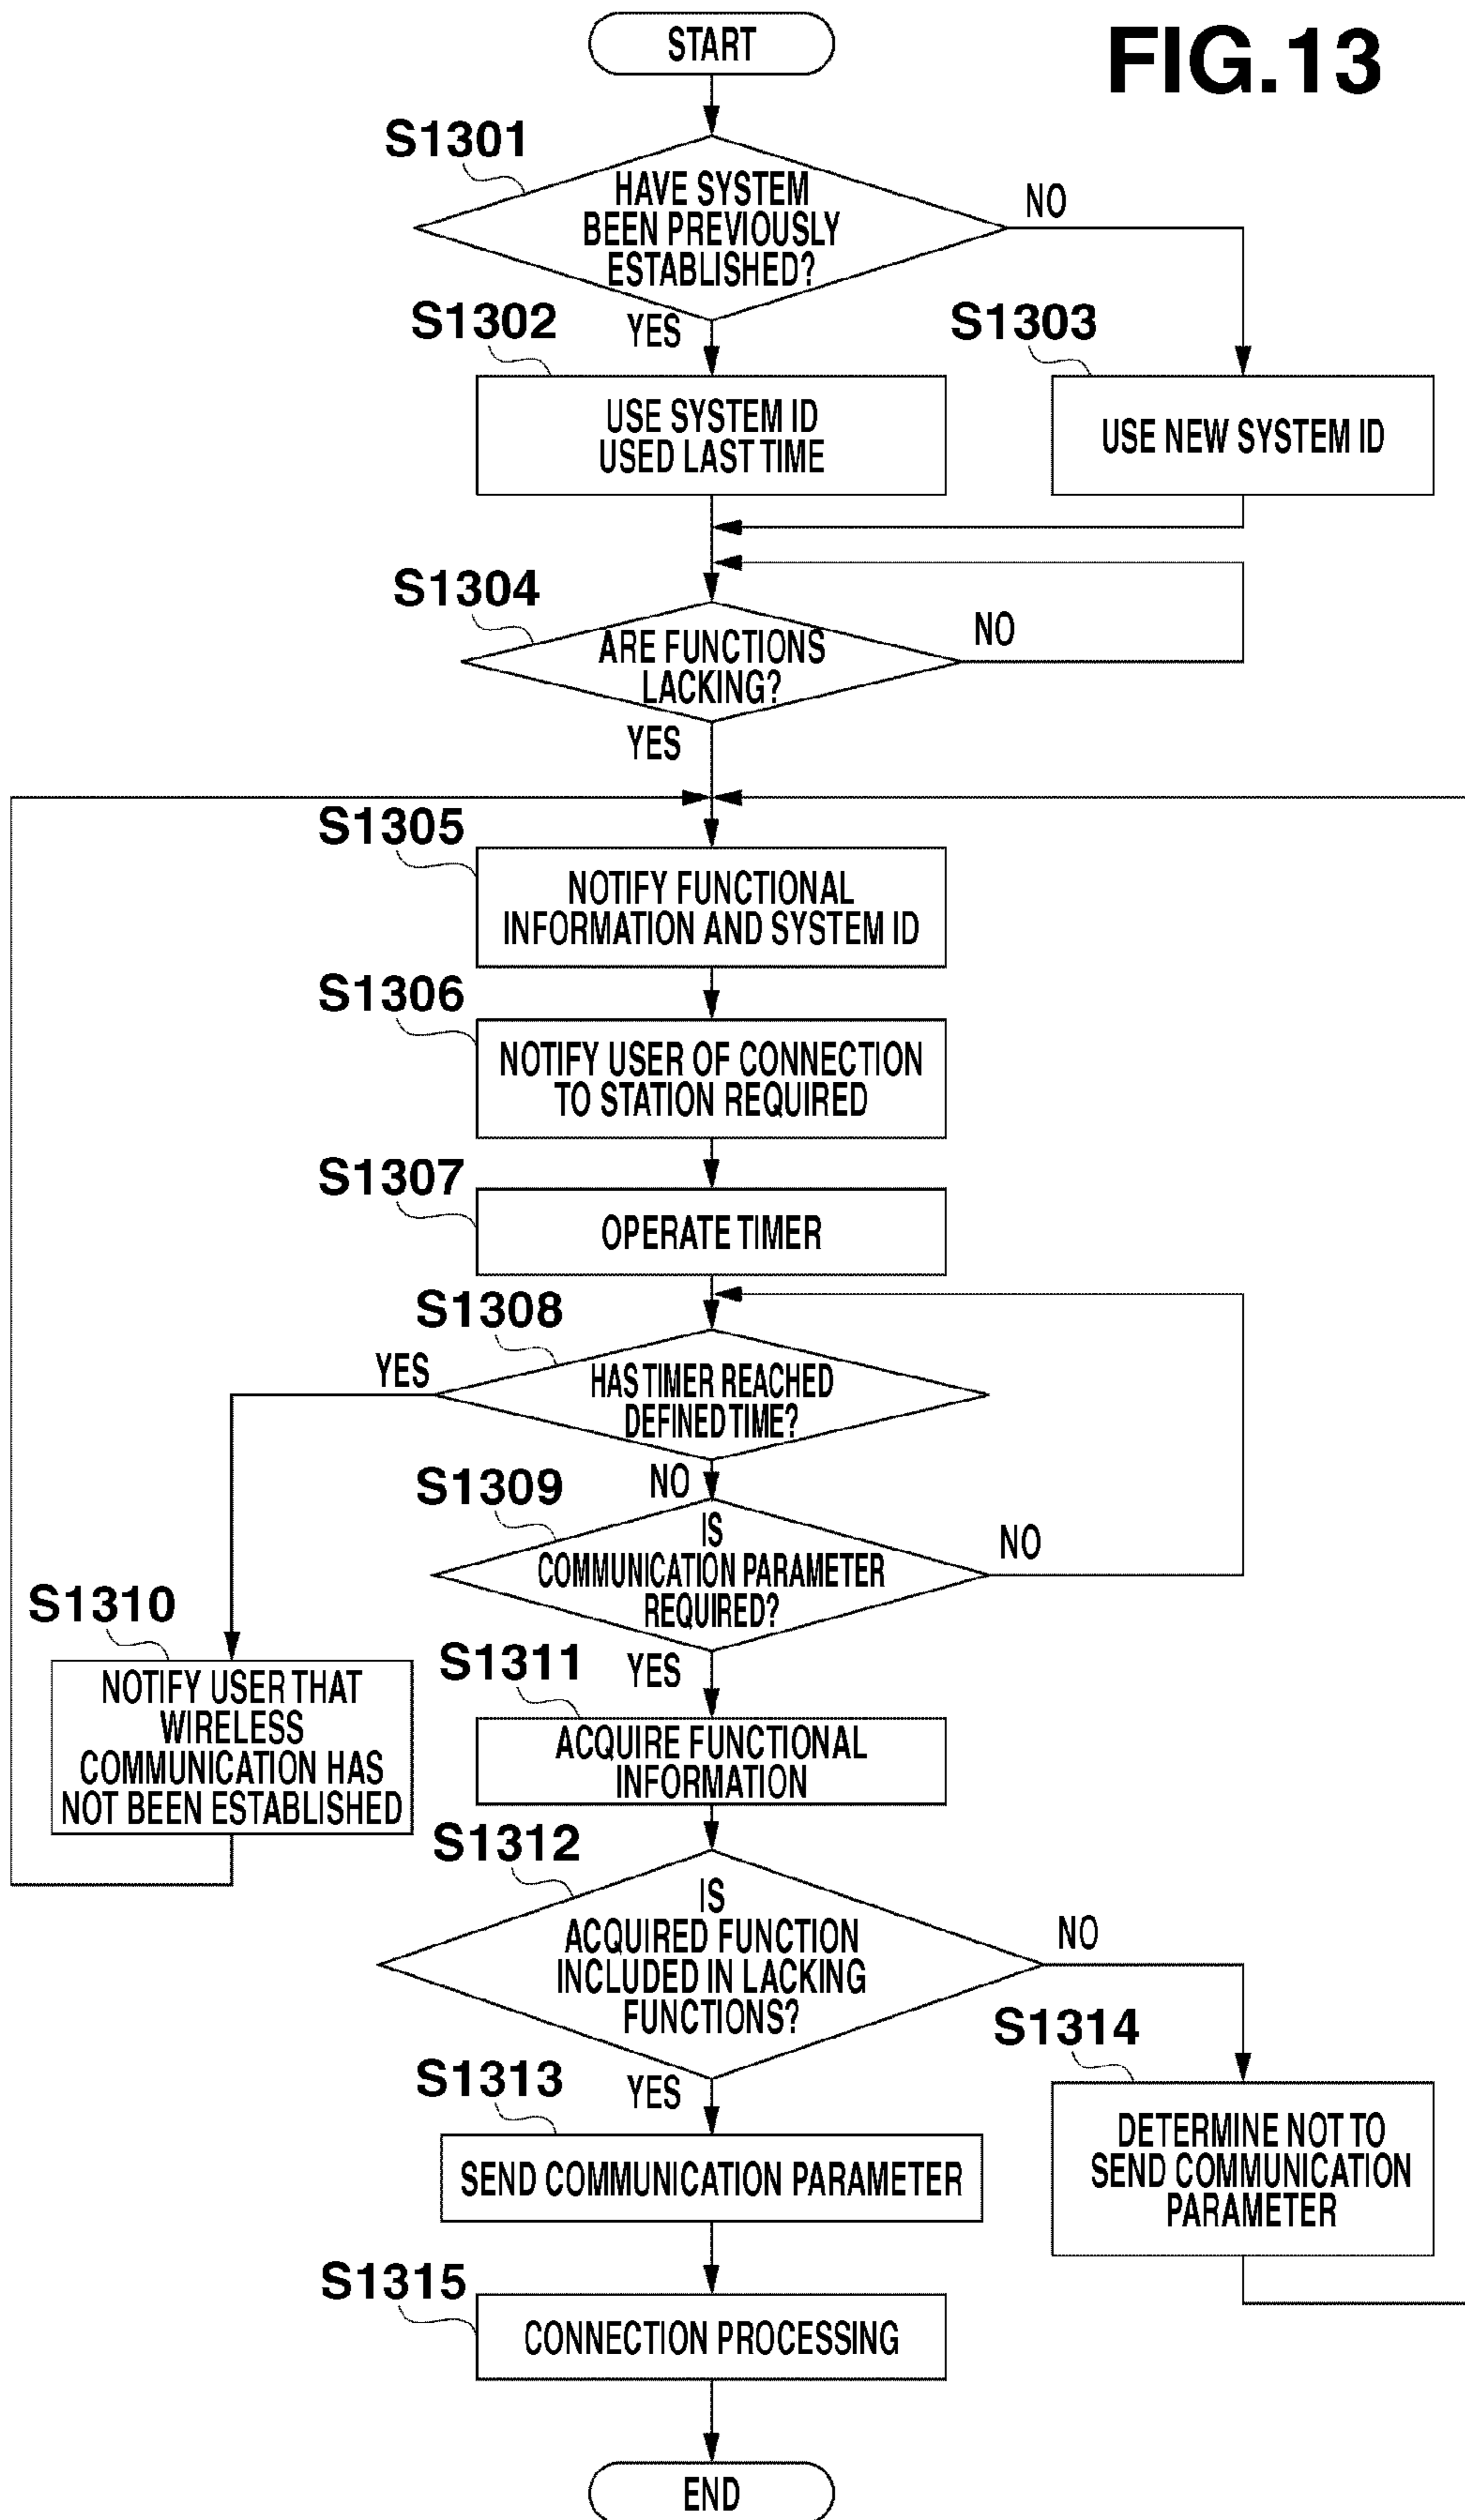 FIG.13
START
S1301
HAVE SYSTEM
BEEN PREVIOUSLY
ESTABLISHED?
NO
YES
S1302
USE SYSTEM ID
USED LAST TIME
S1303
USE NEW SYSTEM ID
S1304
ARE FUNCTIONS
LACKING?
NO
YES
S1305
NOTIFY FUNCTIONAL
INFORMATION AND SYSTEM ID
S1306
NOTIFY USER OF CONNECTION
TO STATION REQUIRED
S1307
OPERATE TIMER
S1308
HAS TIMER REACHED
DEFINED TIME?
YES
NO
S1309
IS
COMMUNICATION PARAMETER
REQUIRED?
NO
YES
S1310
NOTIFY USER THAT
WIRELESS
COMMUNICATION HAS
NOT BEEN ESTABLISHED
S1311
ACQUIRE FUNCTIONAL
INFORMATION
S1312
IS
ACQUIRED FUNCTION
INCLUDED IN LACKING
FUNCTIONS?
NO
YES
S1313
SEND COMMUNICATION PARAMETER
S1314
DETERMINE NOT TO
SEND COMMUNICATION
PARAMETER
S1315
CONNECTION PROCESSING
END